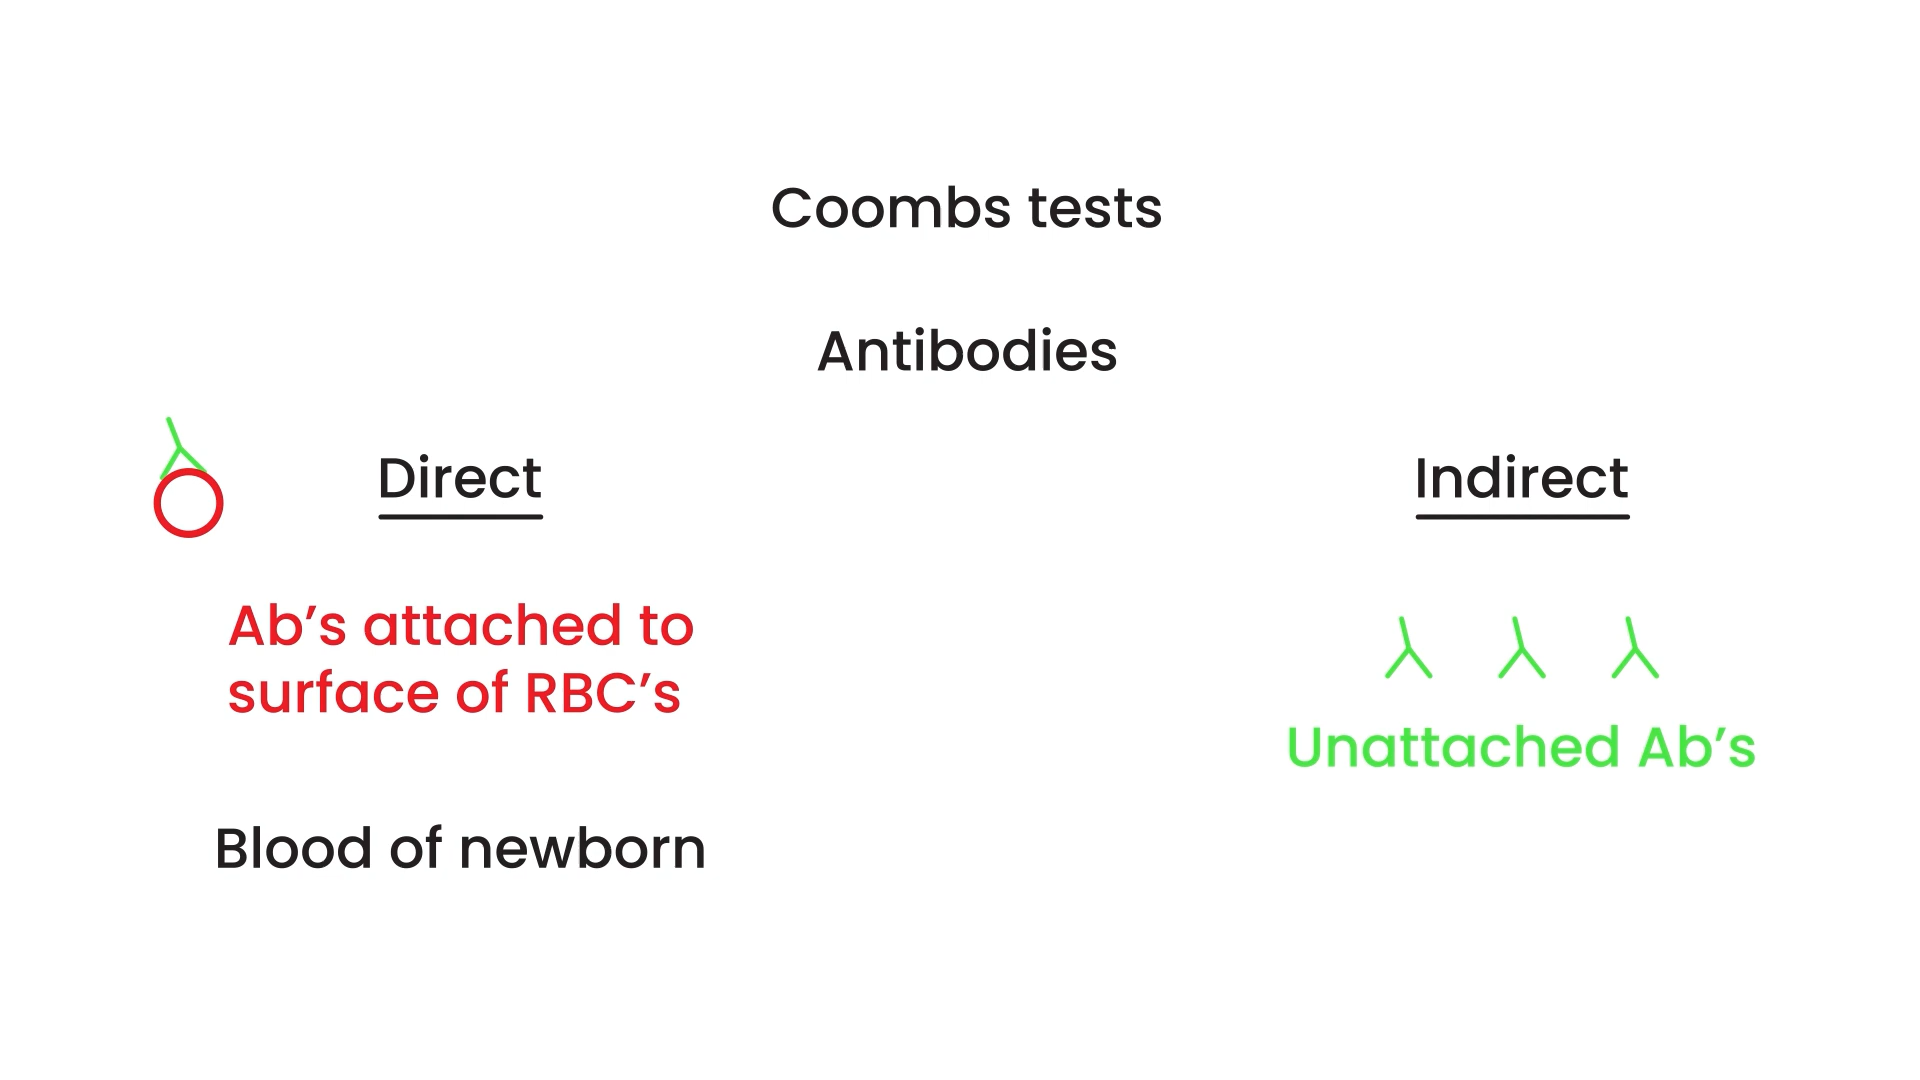 Coombs tests
Antibodies
Direct
Indirect
Ab’s attached to
surface of RBC’s
Unattached Ab’s
Blood of newborn